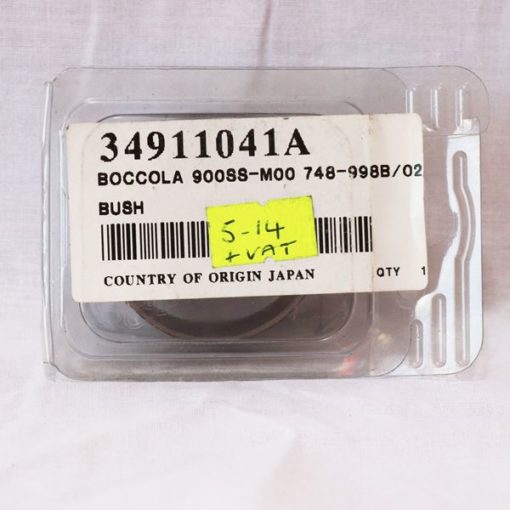 34911041A
BOCCOLA 900SS-M00 748-998B/02
BUSH
5-14
+ VAT
COUNTRY OF ORIGIN JAPAN QTY 1